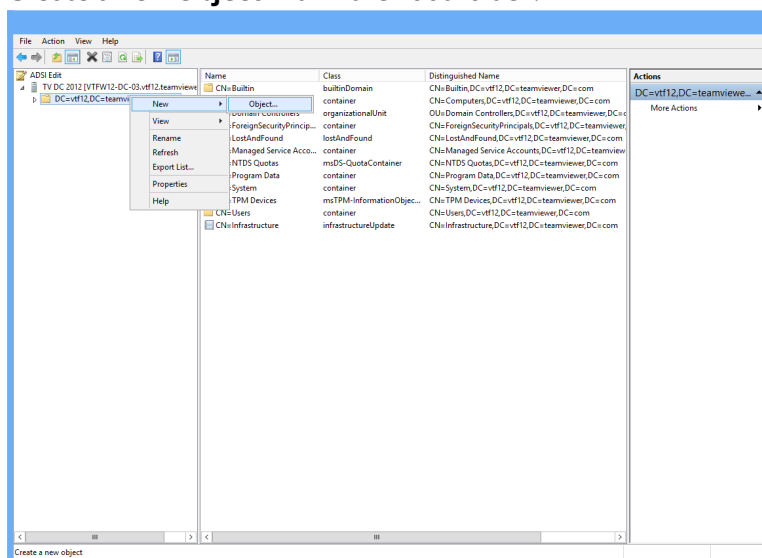 File Action View Help
ADSI Edit
TV DC 2012 [VTFW12-DC-03.vtf12.teamviewe
DC=vtf12,DC=teamvi
New
Object...
View
Rename
Refresh
Export List...
Properties
Help
Name Class Distinguished Name
CN=Builtin builtinDomain CN=Builtin,DC=vtf12,DC=teamviewer,DC=com
container CN=Computers,DC=vtf12,DC=teamviewer,DC=com
organizationalUnit OU=Domain Controllers,DC=vtf12,DC=teamviewer,DC=c
=ForeignSecurityPrincip... container CN=ForeignSecurityPrincipals,DC=vtf12,DC=teamviewer,
=LostAndFound lostAndFound CN=LostAndFound,DC=vtf12,DC=teamviewer,DC=com
=Managed Service Acco... container CN=Managed Service Accounts,DC=vtf12,DC=teamview
=NTDS Quotas msDS-QuotaContainer CN=NTDS Quotas,DC=vtf12,DC=teamviewer,DC=com
=Program Data container CN=Program Data,DC=vtf12,DC=teamviewer,DC=com
=System container CN=System,DC=vtf12,DC=teamviewer,DC=com
=TPM Devices msTPM-InformationObjec... CN=TPM Devices,DC=vtf12,DC=teamviewer,DC=com
CN=Users container CN=Users,DC=vtf12,DC=teamviewer,DC=com
CN=Infrastructure infrastructureUpdate CN=Infrastructure,DC=vtf12,DC=teamviewer,DC=com
Actions
DC=vtf12,DC=teamviewe...
More Actions
Create a new object